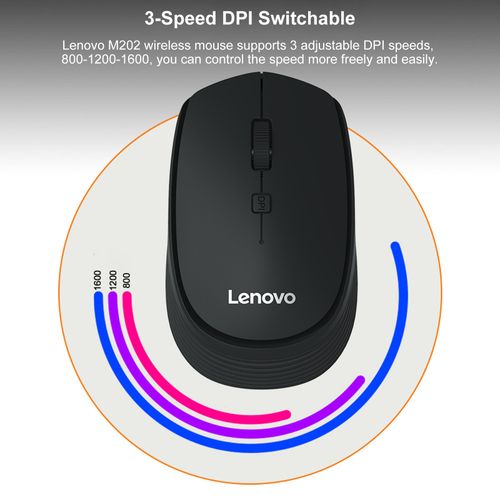 3-Speed DPI Switchable
Lenovo M202 wireless mouse supports 3 adjustable DPI speeds,
800-1200-1600, you can control the speed more freely and easily.
DPI
Lenovo
1600
1200
800